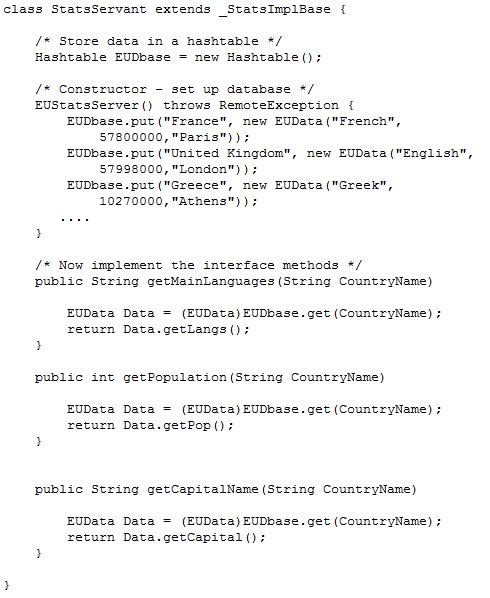 class StatsServant extends _StatsImplBase {
/* Store data in a hashtable */
Hashtable EUDbase = new Hashtable();
/* Constructor – set up database */
EUStatsServer() throws RemoteException {
EUDbase.put("France", new EUData("French",
57800000,"Paris"));
EUDbase.put("United Kingdom", new EUData("English",
57998000,"London"));
EUDbase.put("Greece", new EUData("Greek",
10270000,"Athens"));
....
}
/* Now implement the interface methods */
public String getMainLanguages(String CountryName)
EUData Data = (EUData)EUDbase.get(CountryName);
return Data.getLangs();
}
public int getPopulation(String CountryName)
EUData Data = (EUData)EUDbase.get(CountryName);
return Data.getPop();
}
public String getCapitalName(String CountryName)
EUData Data = (EUData)EUDbase.get(CountryName);
return Data.getCapital();
}
}